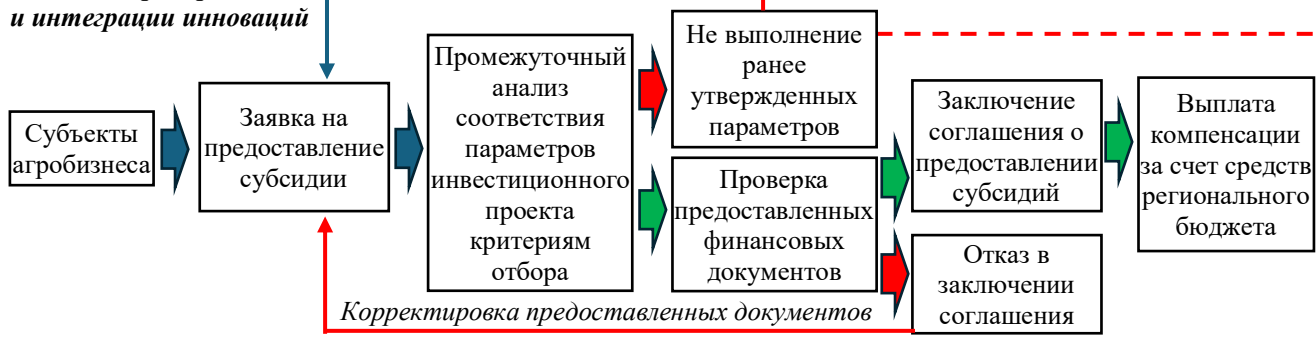 и интеграции инноваций
Субъекты
агробизнеса
Заявка на
предоставление
субсидии
Промежуточный
анализ
соответствия
параметров
инвестиционного
проекта
критериям
отбора
Не выполнение
ранее
утвержденных
параметров
Проверка
предоставленных
финансовых
документов
Заключение
соглашения о
предоставлении
субсидий
Отказ в
заключении
соглашения
Выплата
компенсации
за счет средств
регионального
бюджета
Корректировка предоставленных документов